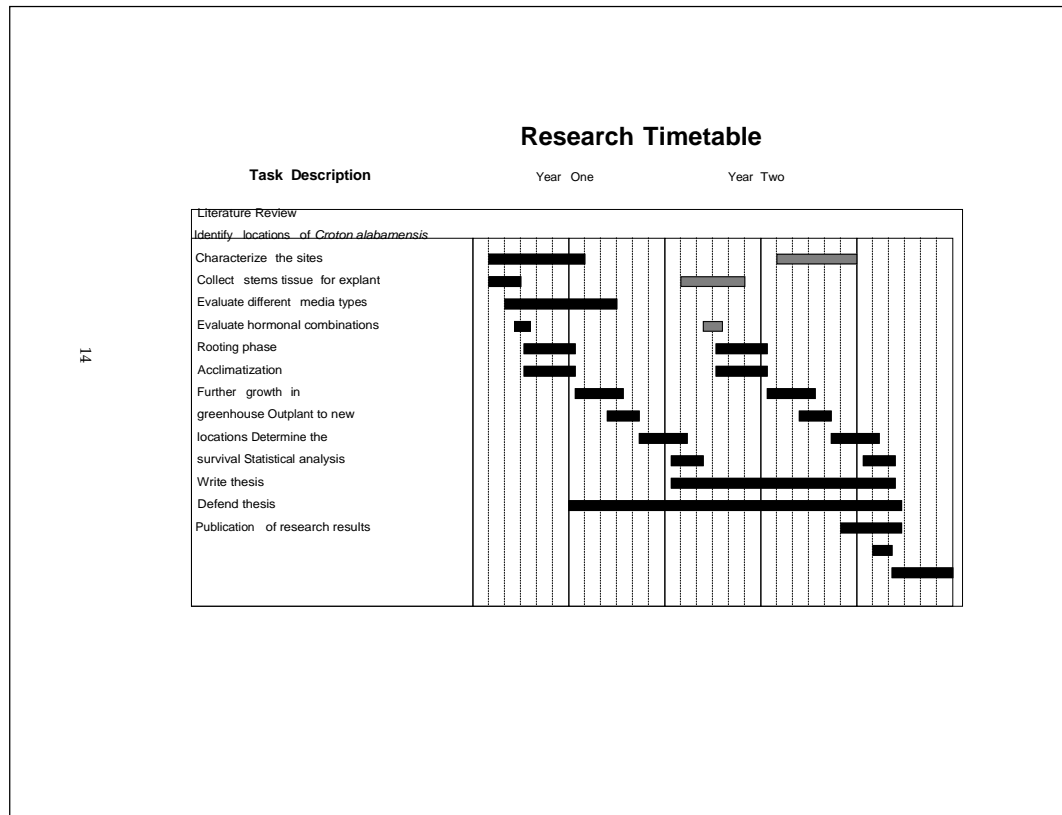 Research Timetable
Task Description Year One Year Two
Literature Review
Identify locations of Croton alabamensis
Characterize the sites
Collect stems tissue for explant
Evaluate different media types
Evaluate hormonal combinations
Rooting phase
Acclimatization
Further growth in
greenhouse Outplant to new
locations Determine the
survival Statistical analysis
Write thesis
Defend thesis
Publication of research results
14